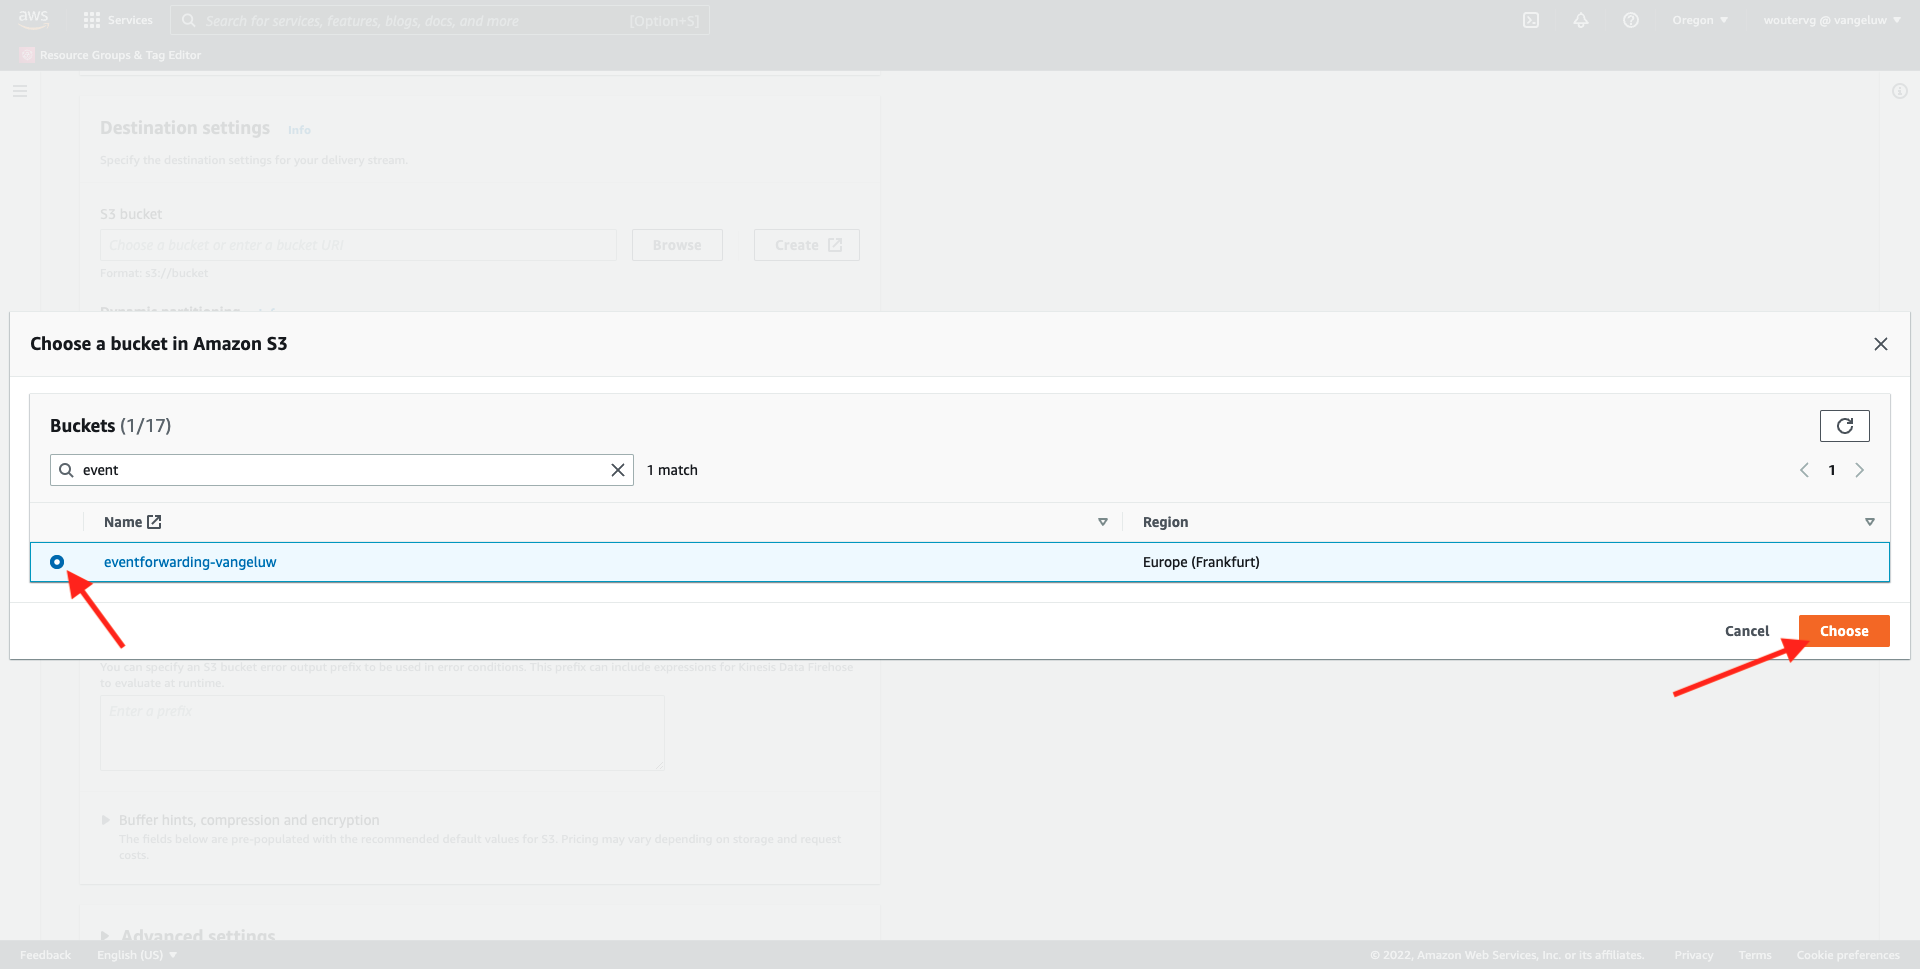 aws
Services
Search for services, features, blogs, docs, and more
[Option+S]
Oregon
woutervg @ vangeluw
Resource Groups & Tag Editor
Destination settings Info
Specify the destination settings for your delivery stream.
S3 bucket
Choose a bucket or enter a bucket URI
Browse
Create
Format: s3://bucket
Dynamic partitioning
Choose a bucket in Amazon S3
Buckets (1/17)
event
1 match
1
Name
Region
eventforwarding-vangeluw
Europe (Frankfurt)
Cancel
Choose
You can specify an S3 bucket error output prefix to be used in error conditions. This prefix can include expressions for Kinesis Data Firehose
to evaluate at runtime.
Enter a prefix
Buffer hints, compression and encryption
The fields below are pre-populated with the recommended default values for S3. Pricing may vary depending on storage and request
costs.
Advanced settings
Feedback
English (US)
© 2022, Amazon Web Services, Inc. or its affiliates.
Privacy
Terms
Cookie preferences